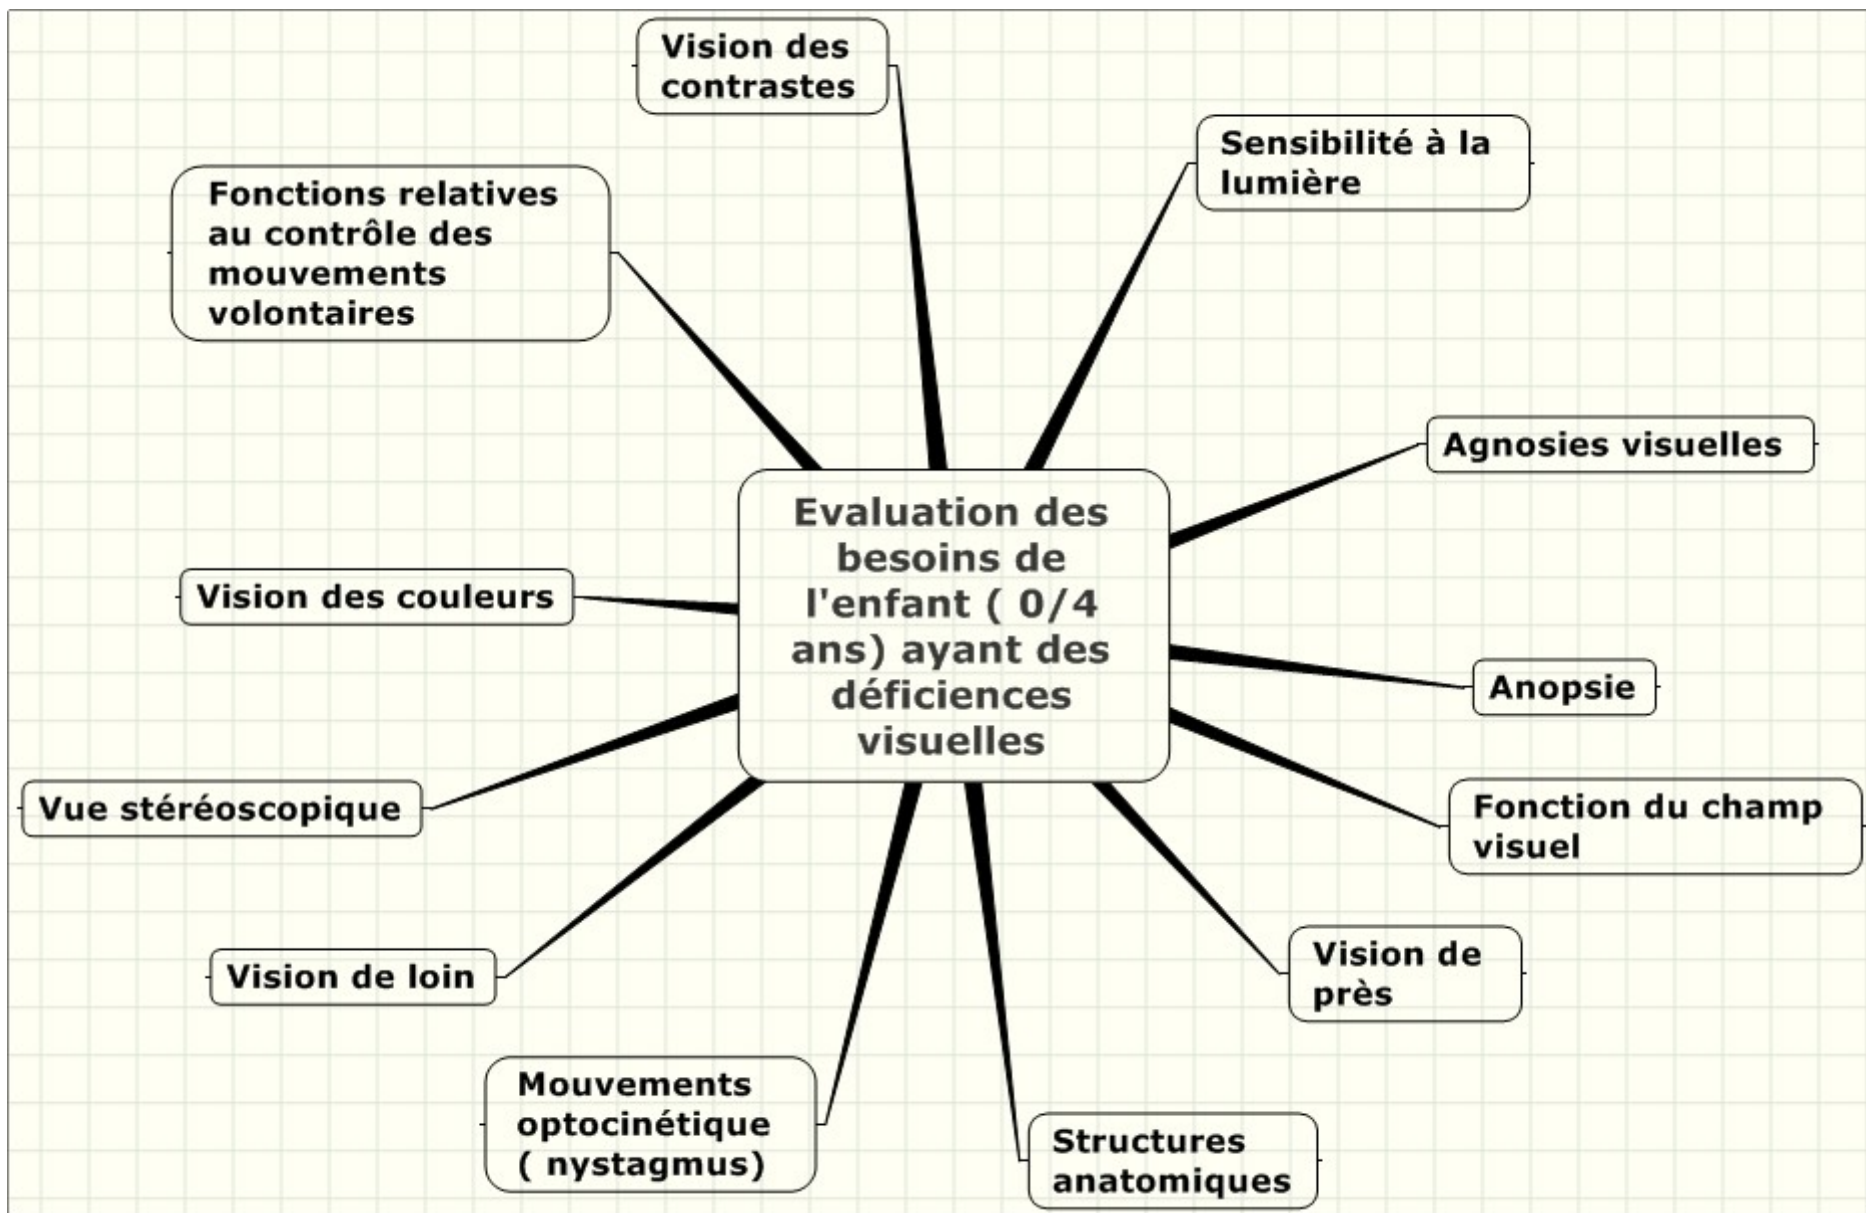 Vision des
contrastes
Sensibilité à la
lumière
Fonctions relatives
au contrôle des
mouvements
volontaires
Agnosies visuelles
Evaluation des
besoins de
l'enfant ( 0/4
ans) ayant des
déficiences
visuelles
Vision des couleurs
Anopsie
Vue stéréoscopique
Fonction du champ
visuel
Vision de loin
Vision de
près
Mouvements
optocinétique
( nystagmus)
Structures
anatomiques